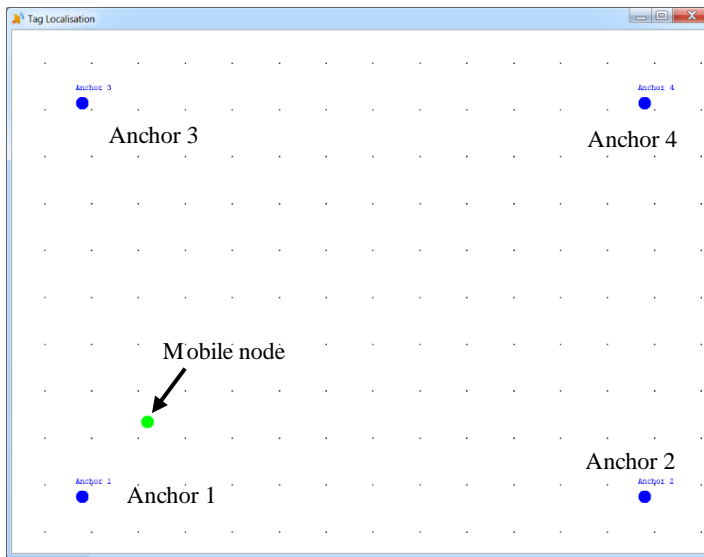 Tag Localisation
Anchor 3
Anchor 4
Anchor 3
Anchor 4
Mobile node
Anchor 2
Anchor 1
Anchor 2
Anchor 1